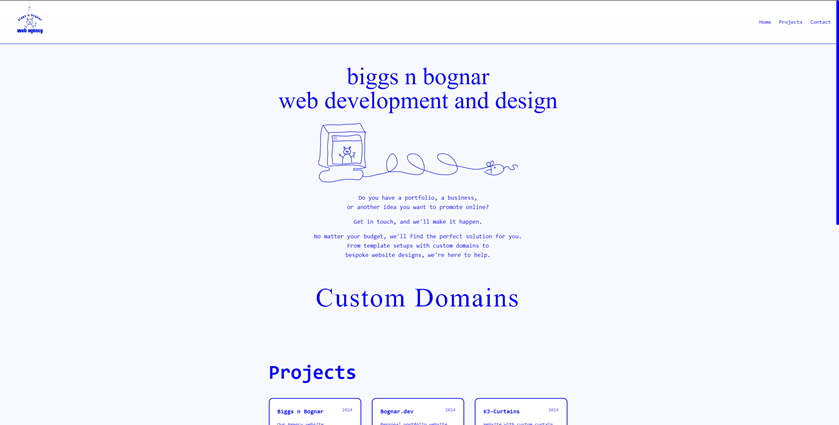 biggs n bognar
web agency
Home Projects Contact
biggs n bognar
web development and design
Do you have a portfolio, a business,
or another idea you want to promote online?
Get in touch, and we'll make it happen.
No matter your budget, we'll find the perfect solution for you.
From template setups with custom domains to
bespoke website designs, we're here to help.
Custom Domains
Projects
Biggs n Bognar 2024
Bognar.dev 2024
KJ-Curtains 2024
Our agency website
Personal portfolio website
Website with custom